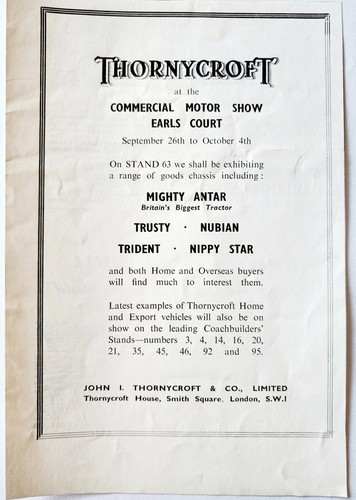 THORNYCROFT
at the
COMMERCIAL MOTOR SHOW
EARLS COURT
September 26th to October 4th
On STAND 63 we shall be exhibiting
a range of goods chassis including:
MIGHTY ANTAR
Britain's Biggest Tractor
TRUSTY · NUBIAN
TRIDENT · NIPPY STAR
and both Home and Overseas buyers
will find much to interest them.
Latest examples of Thornycroft Home
and Export vehicles will also be on
show on the leading Coachbuilders'
Stands—numbers 3, 4, 14, 16, 20,
21, 35, 45, 46, 92 and 95.
JOHN I. THORNYCROFT & CO., LIMITED
Thornycroft House, Smith Square, London, S.W.1